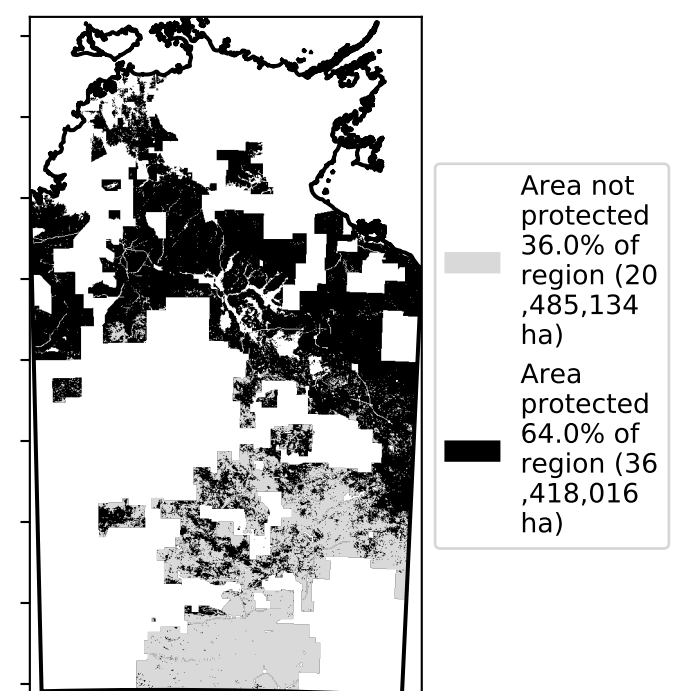 Area not
protected
36.0% of
region (20
,485,134
ha)
Area
protected
64.0% of
region (36
,418,016
ha)